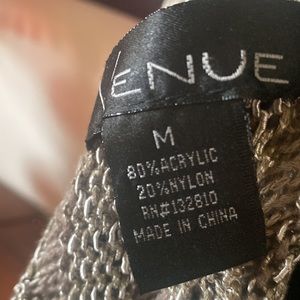 ENUE
M
80% ACRYLIC
20% NYLON
RN#132810
MADE IN CHINA